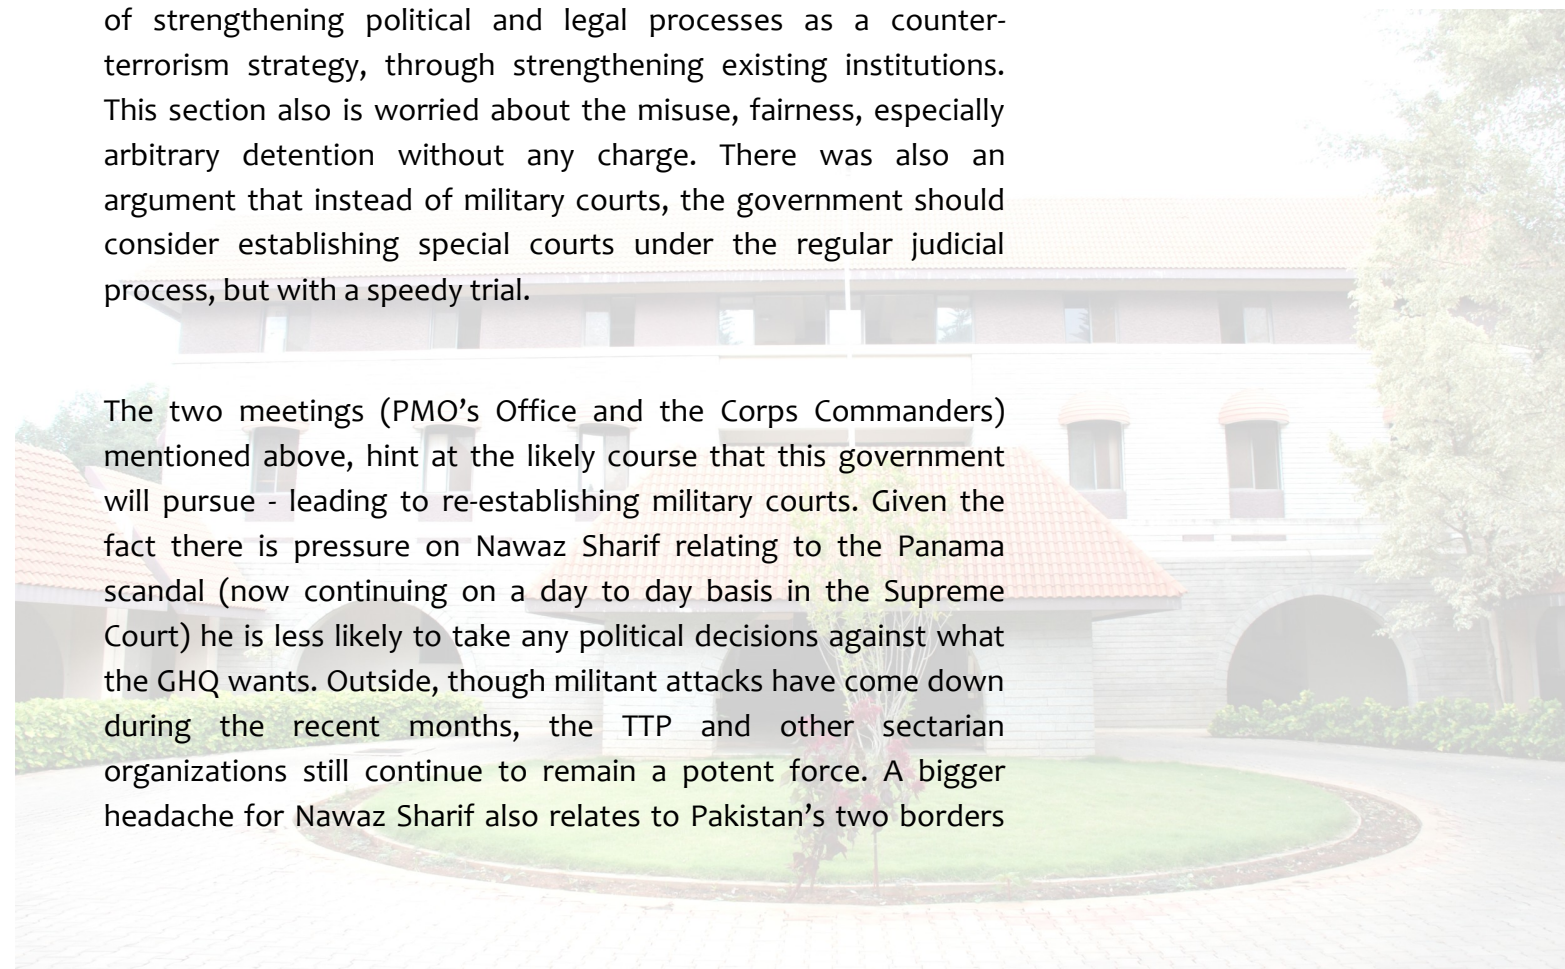 of strengthening political and legal processes as a counter-
terrorism strategy, through strengthening existing institutions.
This section also is worried about the misuse, fairness, especially
arbitrary detention without any charge. There was also an
argument that instead of military courts, the government should
consider establishing special courts under the regular judicial
process, but with a speedy trial.
The two meetings (PMO’s Office and the Corps Commanders)
mentioned above, hint at the likely course that this government
will pursue - leading to re-establishing military courts. Given the
fact there is pressure on Nawaz Sharif relating to the Panama
scandal (now continuing on a day to day basis in the Supreme
Court) he is less likely to take any political decisions against what
the GHQ wants. Outside, though militant attacks have come down
during the recent months, the TTP and other sectarian
organizations still continue to remain a potent force. A bigger
headache for Nawaz Sharif also relates to Pakistan’s two borders